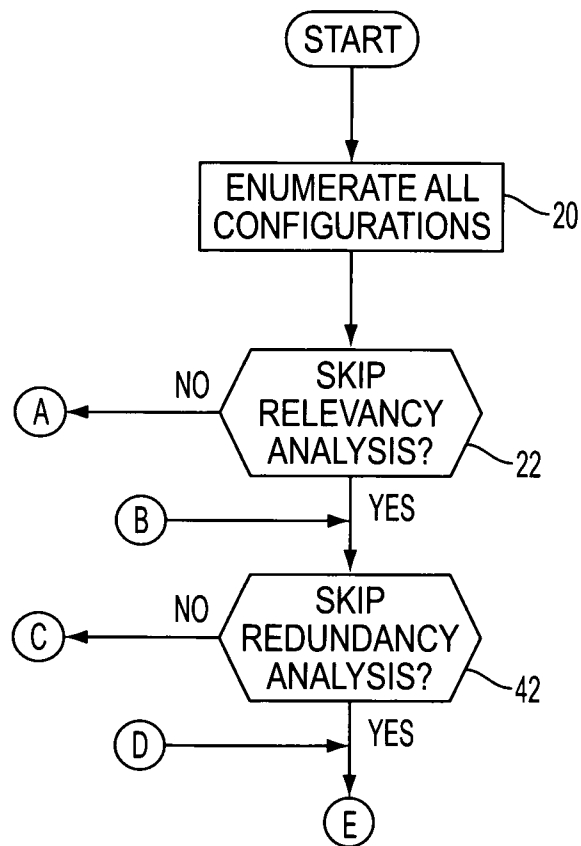 START
ENUMERATE ALL
CONFIGURATIONS
20
NO
SKIP
RELEVANCY
ANALYSIS?
A
22
YES
B
NO
SKIP
REDUNDANCY
ANALYSIS?
C
42
YES
D
E